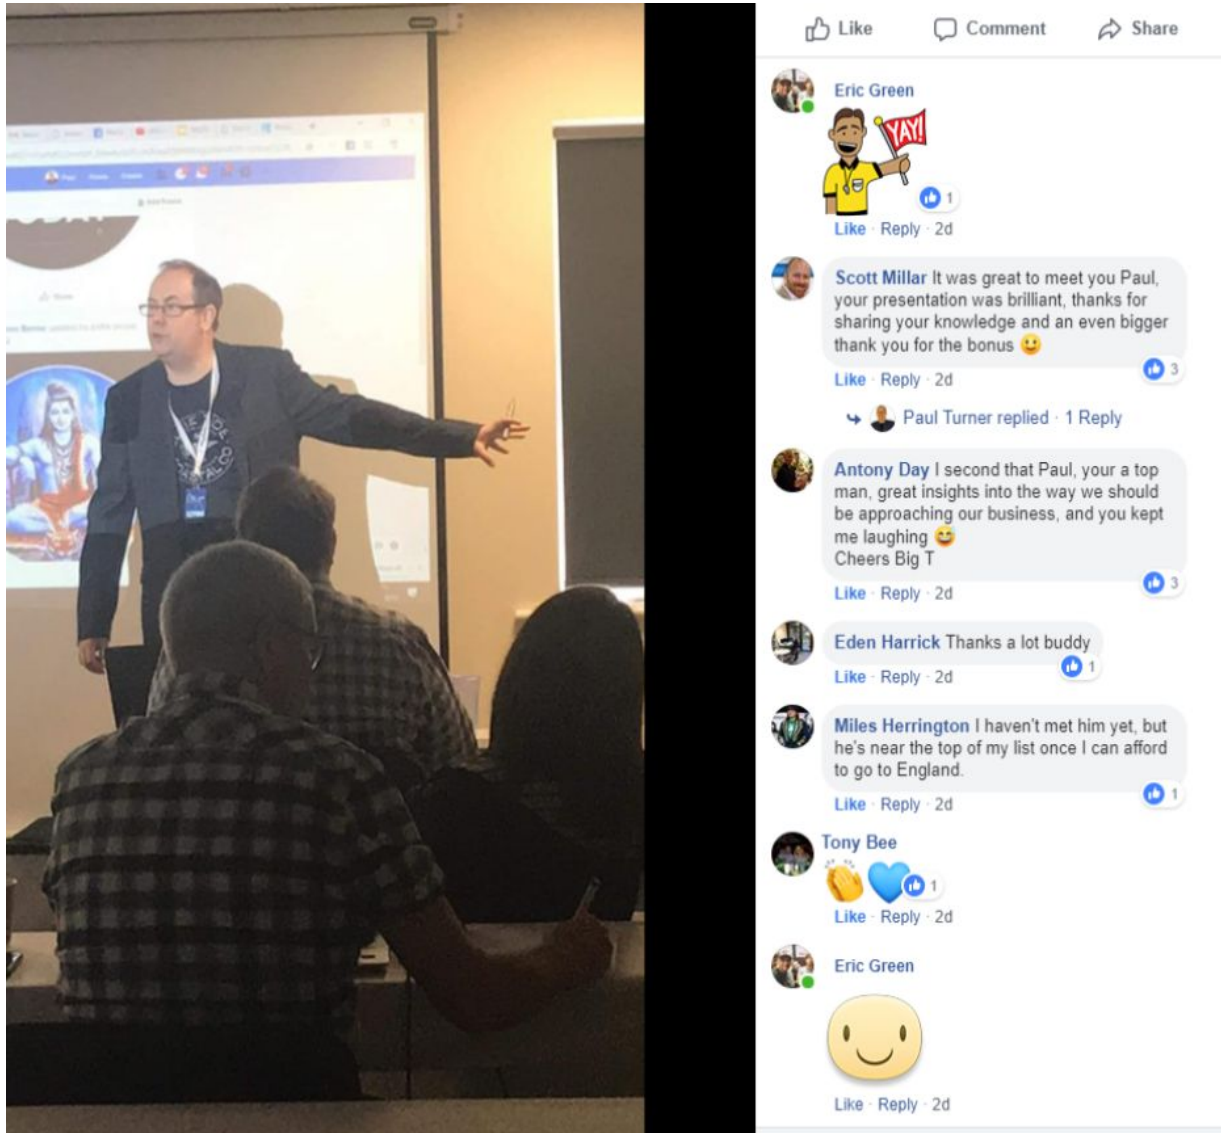 Like Comment Share
Eric Green
YAY!
1
Like · Reply · 2d
Scott Millar It was great to meet you Paul,
your presentation was brilliant, thanks for
sharing your knowledge and an even bigger
thank you for the bonus
3
Like · Reply · 2d
Paul Turner replied · 1 Reply
Antony Day I second that Paul, your a top
man, great insights into the way we should
be approaching our business, and you kept
me laughing
Cheers Big T
3
Like · Reply · 2d
Eden Harrick Thanks a lot buddy
1
Like · Reply · 2d
Miles Herrington I haven't met him yet, but
he's near the top of my list once I can afford
to go to England.
1
Like · Reply · 2d
Tony Bee
1
Like · Reply · 2d
Eric Green
Like · Reply · 2d